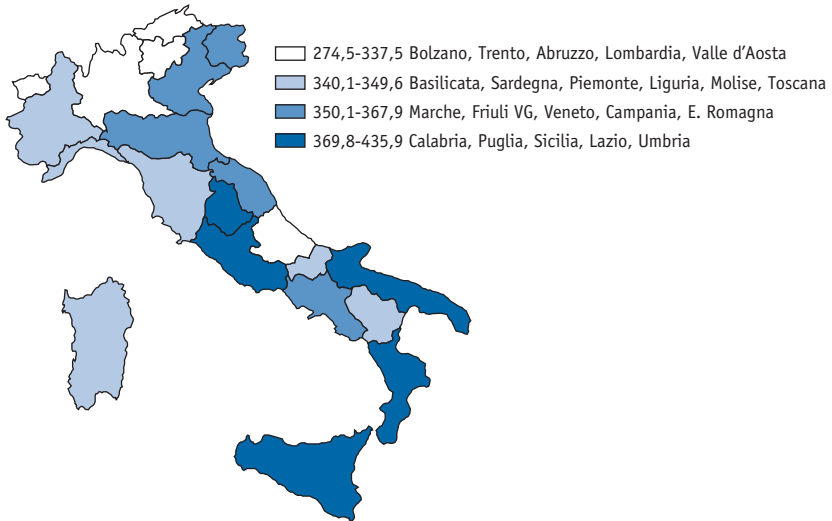 274,5-337,5 Bolzano, Trento, Abruzzo, Lombardia, Valle d'Aosta
340,1-349,6 Basilicata, Sardegna, Piemonte, Liguria, Molise, Toscana
350,1-367,9 Marche, Friuli VG, Veneto, Campania, E. Romagna
369,8-435,9 Calabria, Puglia, Sicilia, Lazio, Umbria